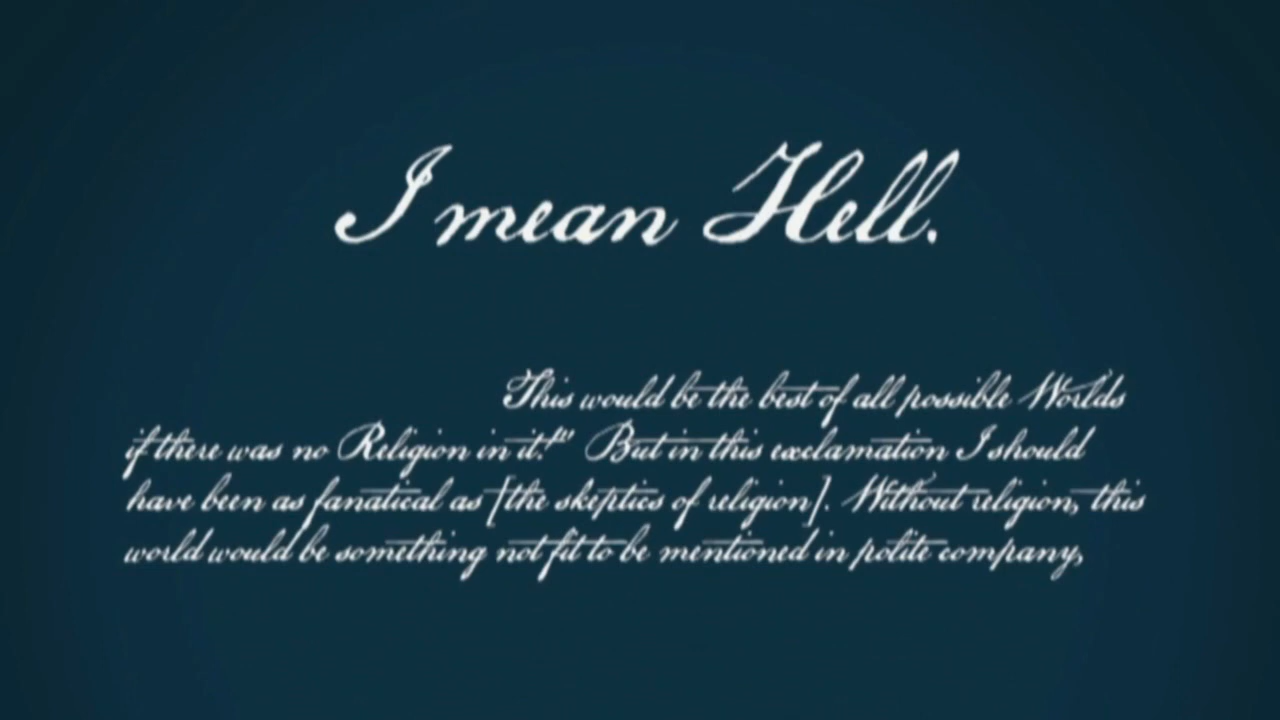 I mean Hell.
This would be the best of all possible Worlds
if there was no Religion in it!" But in this exclamation I should
have been as fanatical as [the skeptics of religion]. Without religion, this
world would be something not fit to be mentioned in polite company,